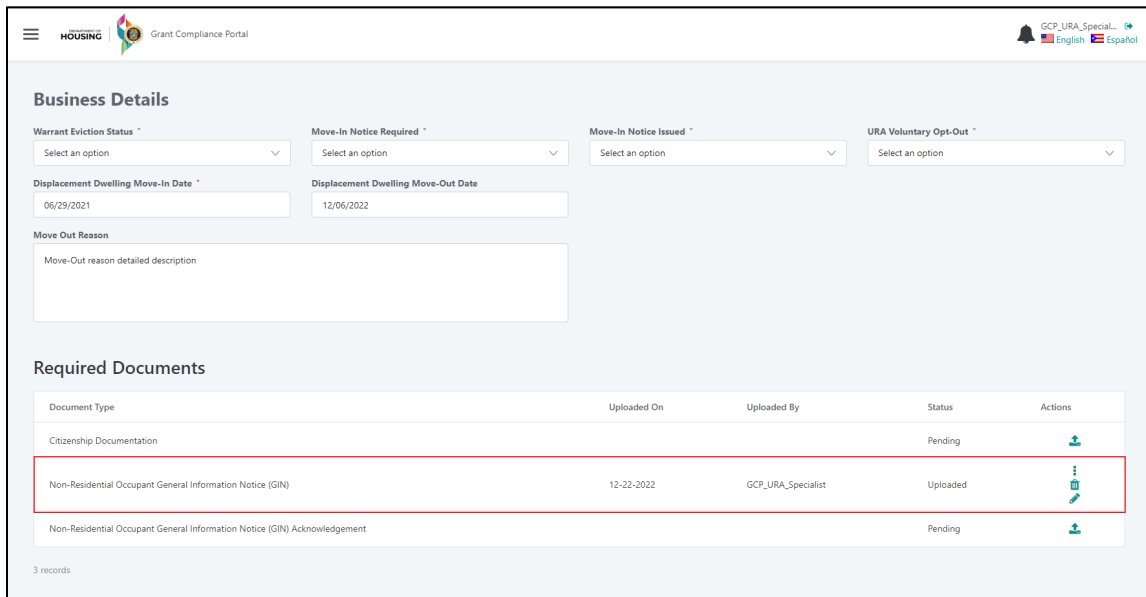 DEPARTMENT OF
HOUSING
Grant Compliance Portal
GCP_URA_Special...
English Español
Business Details
Warrant Eviction Status * Move-In Notice Required * Move-In Notice Issued * URA Voluntary Opt-Out *
Select an option Select an option Select an option Select an option
Displacement Dwelling Move-In Date * Displacement Dwelling Move-Out Date
06/29/2021 12/06/2022
Move Out Reason
Move-Out reason detailed description
Required Documents
Document Type Uploaded On Uploaded By Status Actions
Citizenship Documentation Pending
Non-Residential Occupant General Information Notice (GIN) 12-22-2022 GCP_URA_Specialist Uploaded
Non-Residential Occupant General Information Notice (GIN) Acknowledgement Pending
3 records